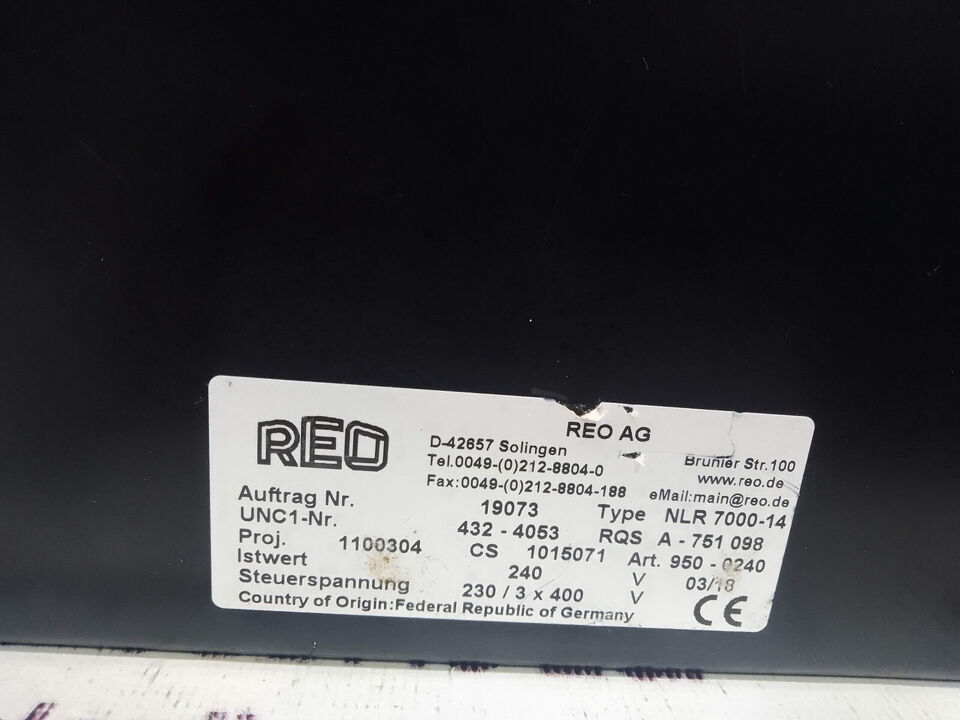 REO
REO AG
D-42657 Solingen
Brühler Str.100
Tel.0049-(0)212-8804-0
www.reo.de
Fax:0049-(0)212-8804-188
eMail:main@reo.de
Auftrag Nr. 19073 Type NLR 7000-14
UNC1-Nr. 432 - 4053 RQS A - 751 098
Proj. 1100304 CS 1015071 Art. 950 - 0240
Istwert 240 V 03/18
Steuerspannung 230 / 3 x 400 V CE
Country of Origin:Federal Republic of Germany